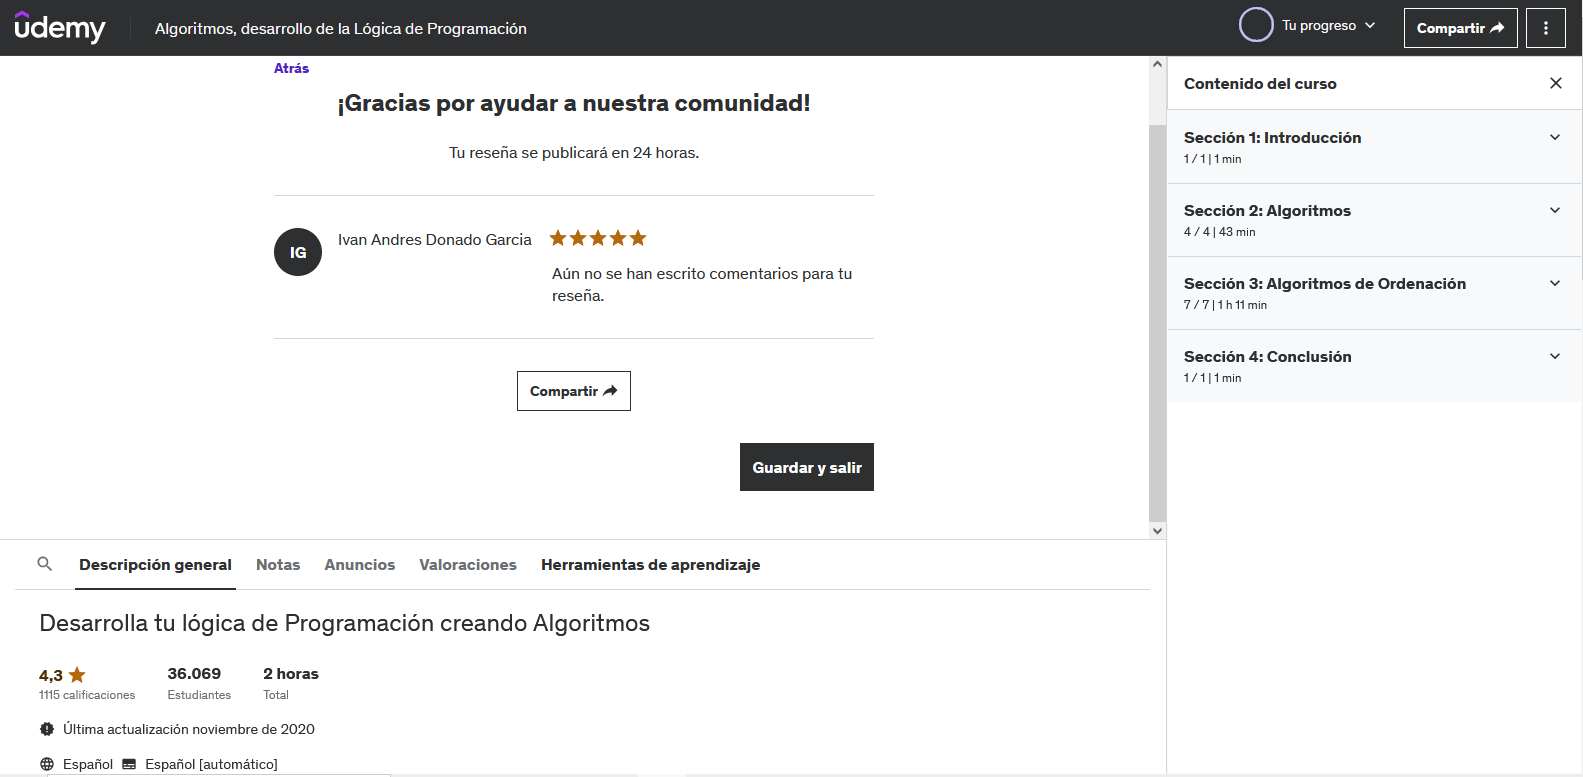 udemy
Algoritmos, desarrollo de la Lógica de Programación
Tu progreso
Compartir
Atrás
¡Gracias por ayudar a nuestra comunidad!
Tu reseña se publicará en 24 horas.
IG
Ivan Andres Donado Garcia
Aún no se han escrito comentarios para tu
reseña.
Compartir
Guardar y salir
Contenido del curso
Sección 1: Introducción
1 / 1 | 1 min
Sección 2: Algoritmos
4 / 4 | 43 min
Sección 3: Algoritmos de Ordenación
7 / 7 | 1 h 11 min
Sección 4: Conclusión
1 / 1 | 1 min
Descripción general
Notas
Anuncios
Valoraciones
Herramientas de aprendizaje
Desarrolla tu lógica de Programación creando Algoritmos
4,3
36.069
2 horas
1115 calificaciones
Estudiantes
Total
Última actualización noviembre de 2020
Español
Español [automático]